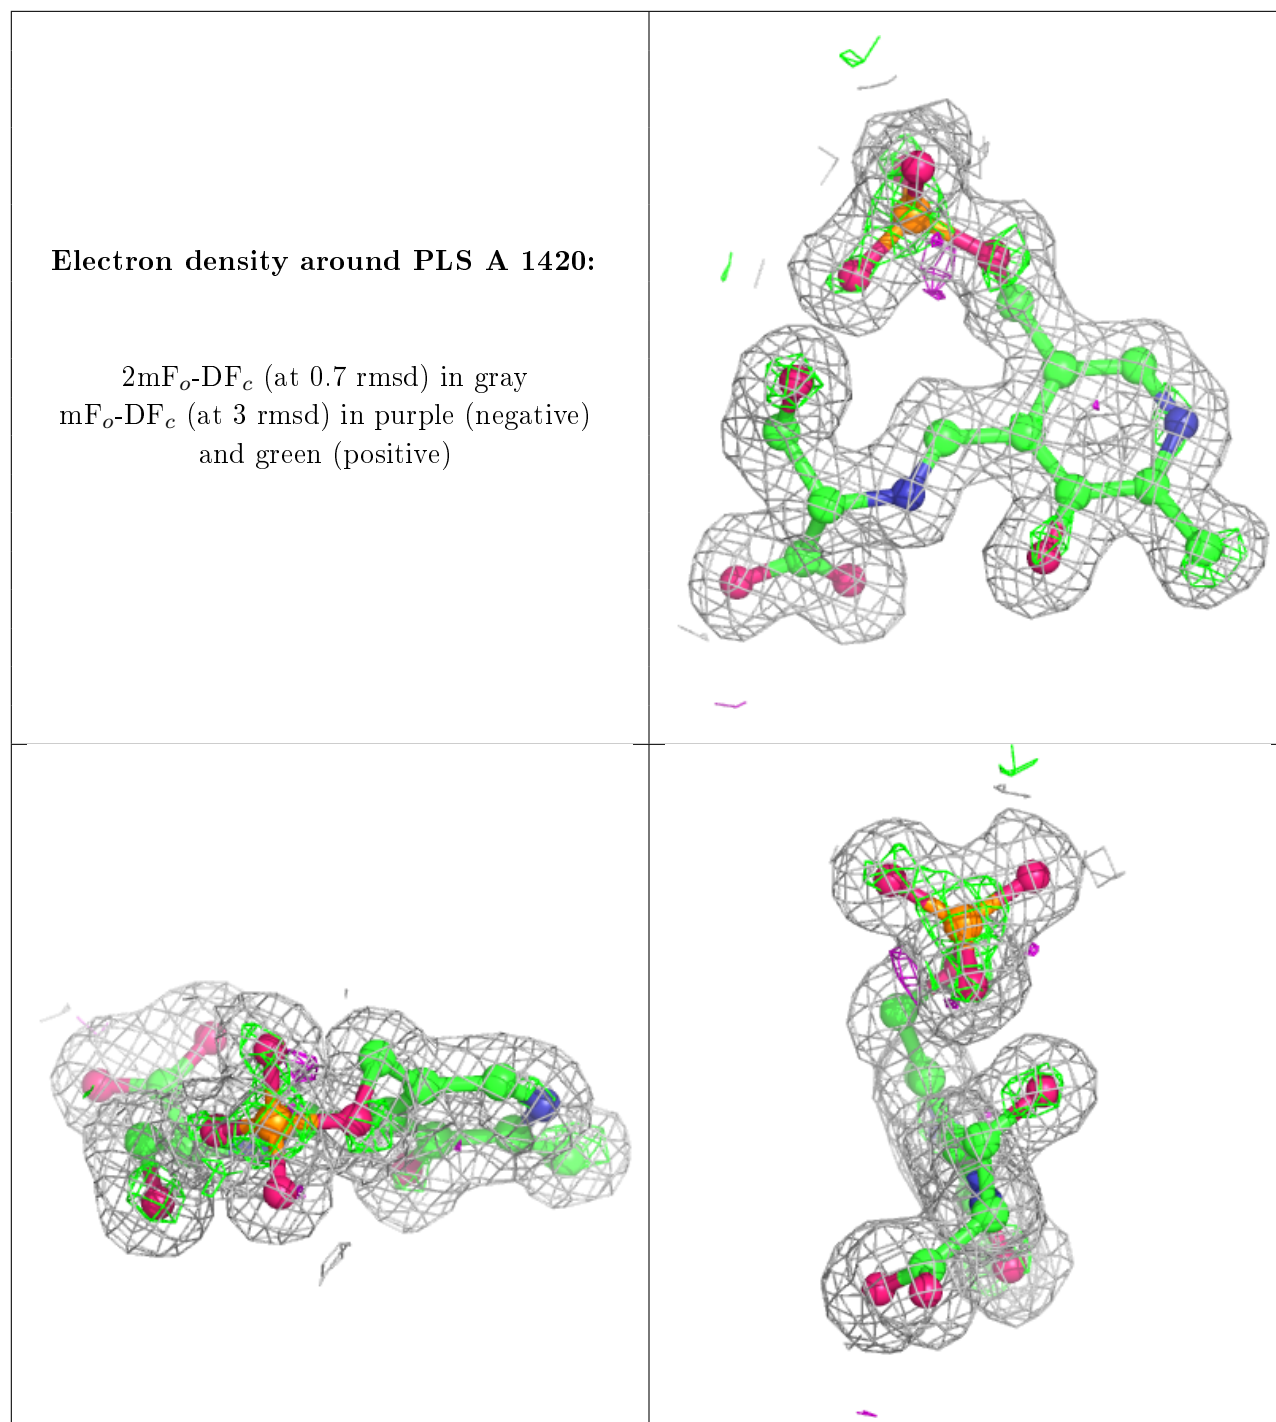 Electron density around PLS A 1420:
2mFo-DFc (at 0.7 rmsd) in gray
mFo-DFc (at 3 rmsd) in purple (negative)
and green (positive)